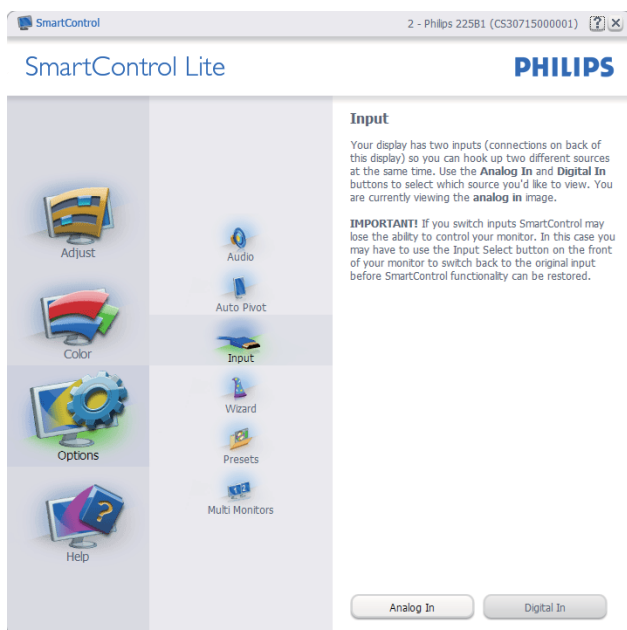 SmartControl
2 - Philips 225B1 (CS30715000001)
?
SmartControl Lite
PHILIPS
Adjust
Color
Options
?
Help
Audio
Auto Pivot
Input
Wizard
Presets
1 2
Multi Monitors
Input
Your display has two inputs (connections on back of
this display) so you can hook up two different sources
at the same time. Use the Analog In and Digital In
buttons to select which source you'd like to view. You
are currently viewing the analog in image.
IMPORTANT! If you switch inputs SmartControl may
lose the ability to control your monitor. In this case you
may have to use the Input Select button on the front
of your monitor to switch back to the original input
before SmartControl functionality can be restored.
Analog In
Digital In